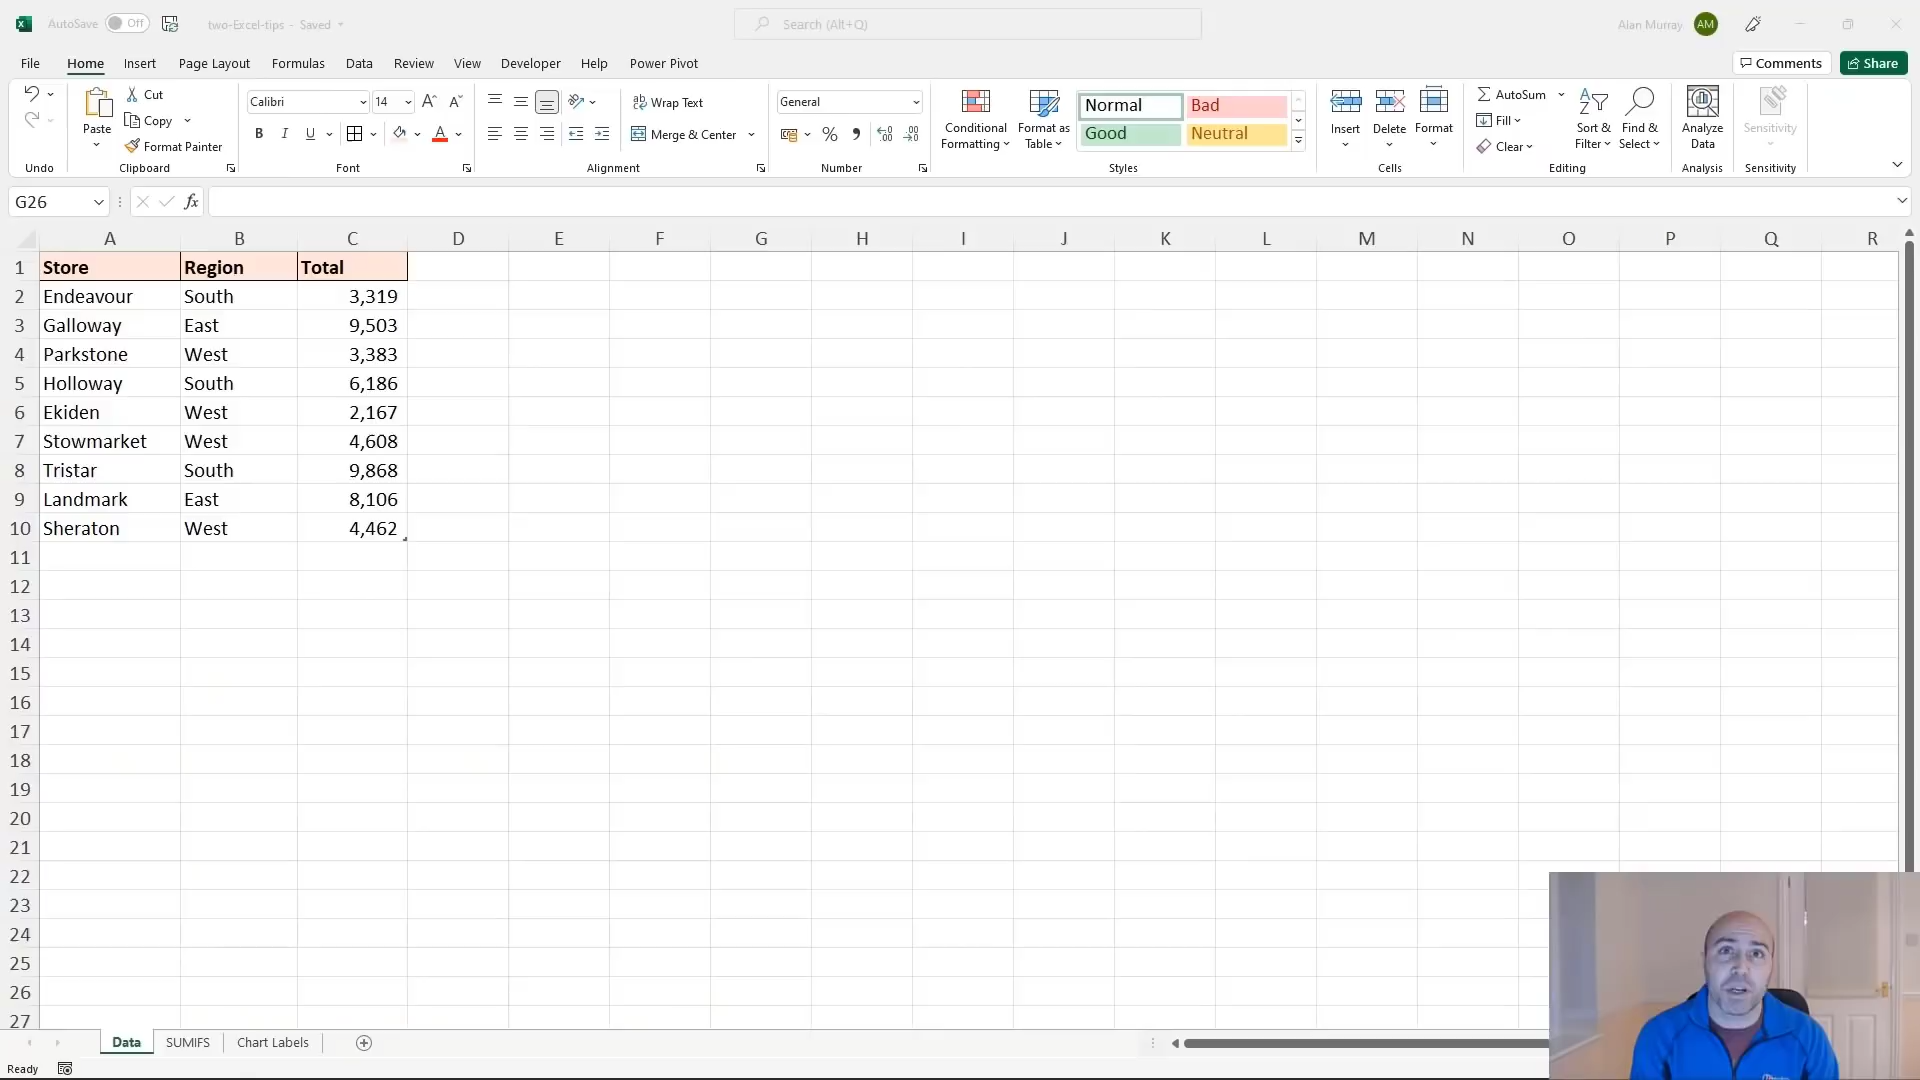 AutoSave Off two-Excel-tips - Saved Search (Alt+Q) Alan Murray AM
File Home Insert Page Layout Formulas Data Review View Developer Help Power Pivot Comments Share
Cut
Copy
Format Painter
Paste
Calibri 14
B I U A
Wrap Text
Merge & Center
General
%
Conditional Formatting
Format as Table
Normal Bad
Good Neutral
Insert Delete Format
AutoSum
Fill
Clear
Sort & Filter
Find & Select
Analyze Data
Sensitivity
Undo Clipboard Font Alignment Number Styles Cells Editing Analysis Sensitivity
G26 fx
A B C D E F G H I J K L M N O P Q R
1 Store Region Total
2 Endeavour South 3,319
3 Galloway East 9,503
4 Parkstone West 3,383
5 Holloway South 6,186
6 Ekiden West 2,167
7 Stowmarket West 4,608
8 Tristar South 9,868
9 Landmark East 8,106
10 Sheraton West 4,462
11
12
13
14
15
16
17
18
19
20
21
22
23
24
25
26
27
Data SUMIFS Chart Labels
Ready